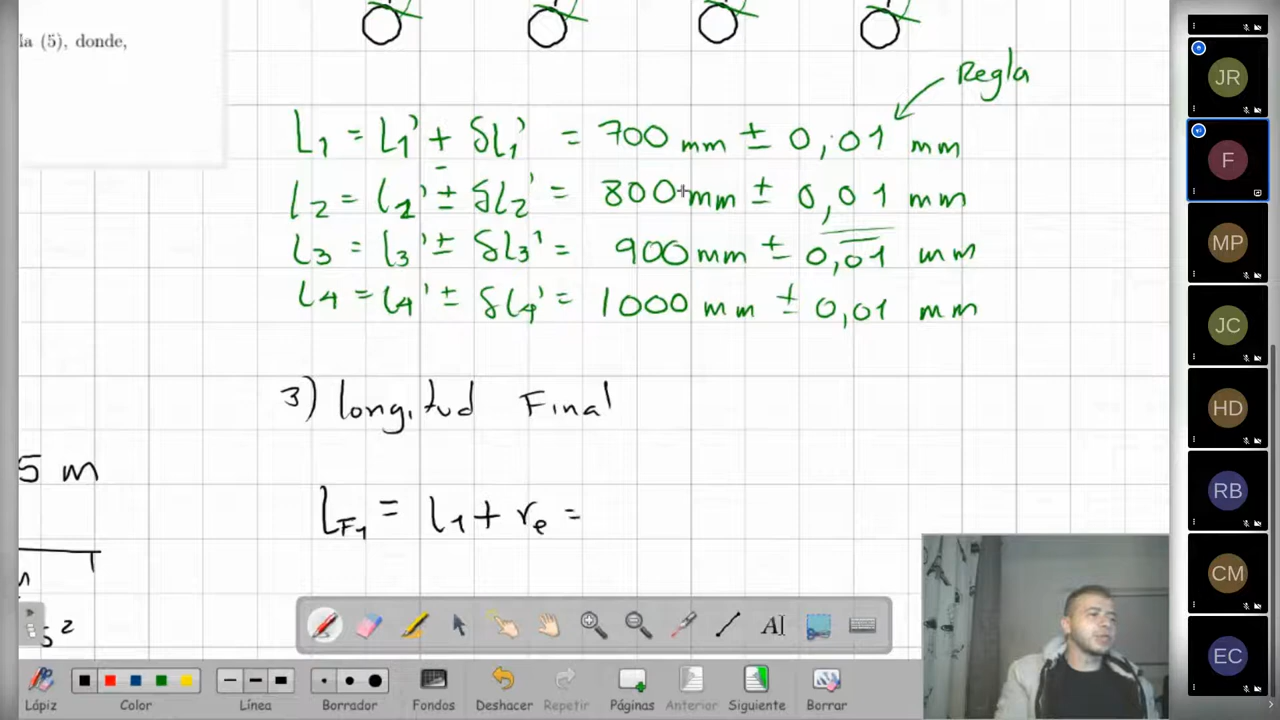 la (5), donde,
Regla
L₁ = L₁' ± δL₁' = 700 mm ± 0,01 mm
L₂ = L₂' ± δL₂' = 800 mm ± 0,01 mm
L₃ = L₃' ± δL₃' = 900 mm ± 0,01 mm
L₄ = L₄' ± δL₄' = 1000 mm ± 0,01 mm
3) Longitud Final
5 m
L_F₁ = L₁ + r_e =
s²
Lápiz
Color
Línea
Borrador
Fondos
Deshacer
Repetir
Páginas
Anterior
Siguiente
Borrar
JR
F
MP
JC
HD
RB
CM
EC